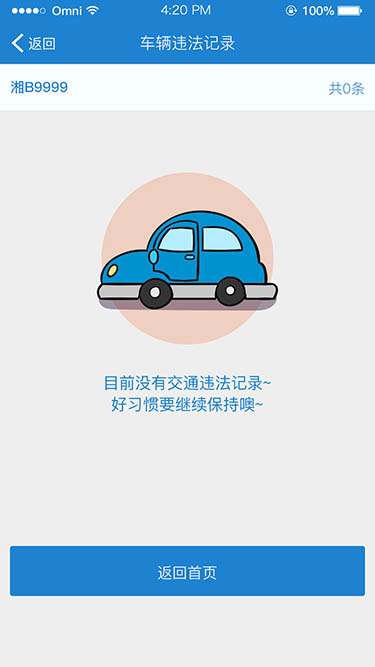 Omni 4:20 PM 100%
返回 车辆违法记录
湘B9999 共0条
目前没有交通违法记录~
好习惯要继续保持噢~
返回首页